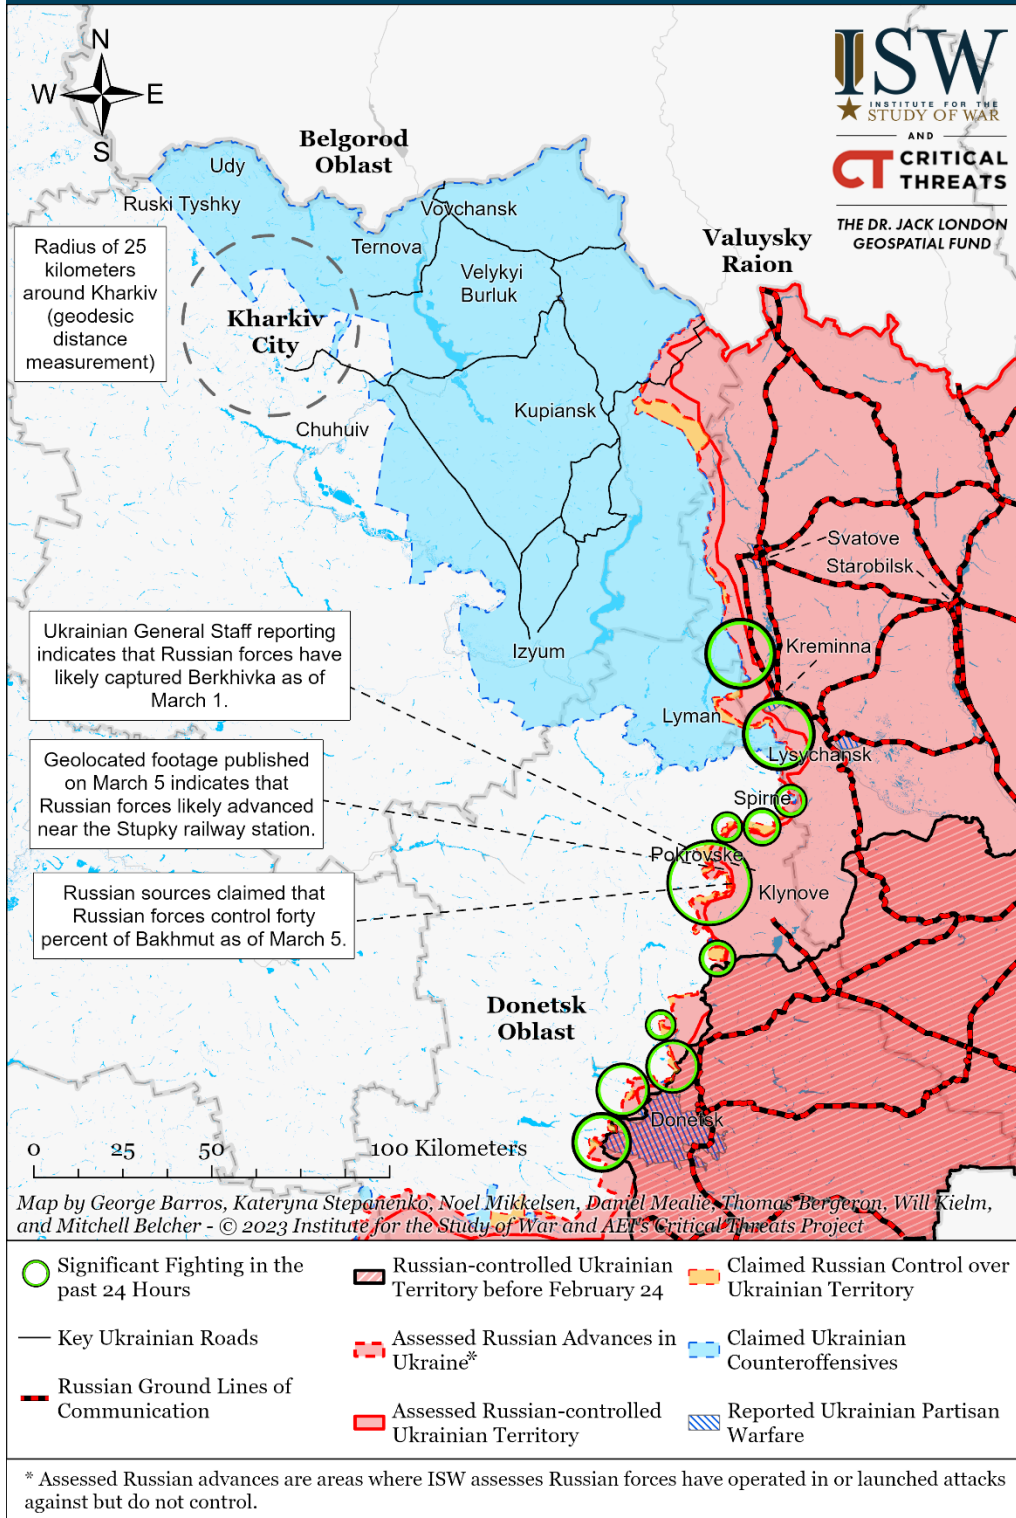 N
W
E
S
ISW
INSTITUTE FOR THE
STUDY OF WAR
AND
CT CRITICAL
THREATS
THE DR. JACK LONDON
GEOSPATIAL FUND
Belgorod
Oblast
Udy
Ruski Tyshky
Vovchansk
Ternova
Valuysky
Raion
Radius of 25
kilometers
around Kharkiv
(geodesic
distance
measurement)
Velykyi
Burluk
Kharkiv
City
Kupiansk
Chuhuiv
Svatove
Starobilsk
Ukrainian General Staff reporting
indicates that Russian forces have
likely captured Berkhivka as of
March 1.
Izyum
Kreminna
Lyman
Lysychansk
Geolocated footage published
on March 5 indicates that
Russian forces likely advanced
near the Stupky railway station.
Spirne
Pokrovske
Klynove
Russian sources claimed that
Russian forces control forty
percent of Bakhmut as of March 5.
Donetsk
Oblast
Donetsk
0 25 50 100 Kilometers
Map by George Barros, Kateryna Stepanenko, Noel Mikkelsen, Daniel Mealie, Thomas Bergeron, Will Kielm,
and Mitchell Belcher - © 2023 Institute for the Study of War and AEI's Critical Threats Project
Significant Fighting in the
past 24 Hours
Key Ukrainian Roads
Russian Ground Lines of
Communication
Russian-controlled Ukrainian
Territory before February 24
Assessed Russian Advances in
Ukraine*
Assessed Russian-controlled
Ukrainian Territory
Claimed Russian Control over
Ukrainian Territory
Claimed Ukrainian
Counteroffensives
Reported Ukrainian Partisan
Warfare
* Assessed Russian advances are areas where ISW assesses Russian forces have operated in or launched attacks
against but do not control.